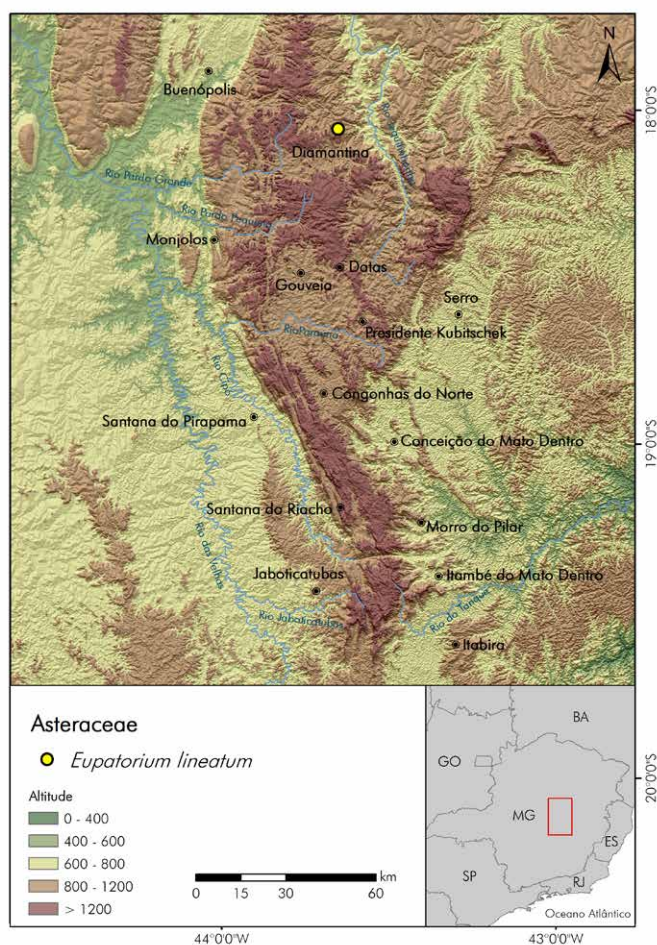 N
Buenópolis
18°0'0"S
Diamantina
Rio Jequitinhonha
Rio Pardo Grande
Rio Pardo Pequeno
Monjolos
Datas
Gouveia
Serro
Presidente Kubitschek
Rio Paraúna
Rio Cipó
Congonhas do Norte
Santana do Pirapama
Conceição do Mato Dentro
19°0'0"S
Santana do Riacho
Morro do Pilar
Rio das Velhas
Jaboticatubas
Itambé do Mato Dentro
Rio Jaboticatubas
Rio do Tanque
Itabira
Asteraceae
Eupatorium lineatum
Altitude
0 - 400
400 - 600
600 - 800
800 - 1200
> 1200
km
0 15 30 60
BA
GO
MG
ES
SP
RJ
Oceano Atlântico
20°0'0"S
44°0'0"W
43°0'0"W